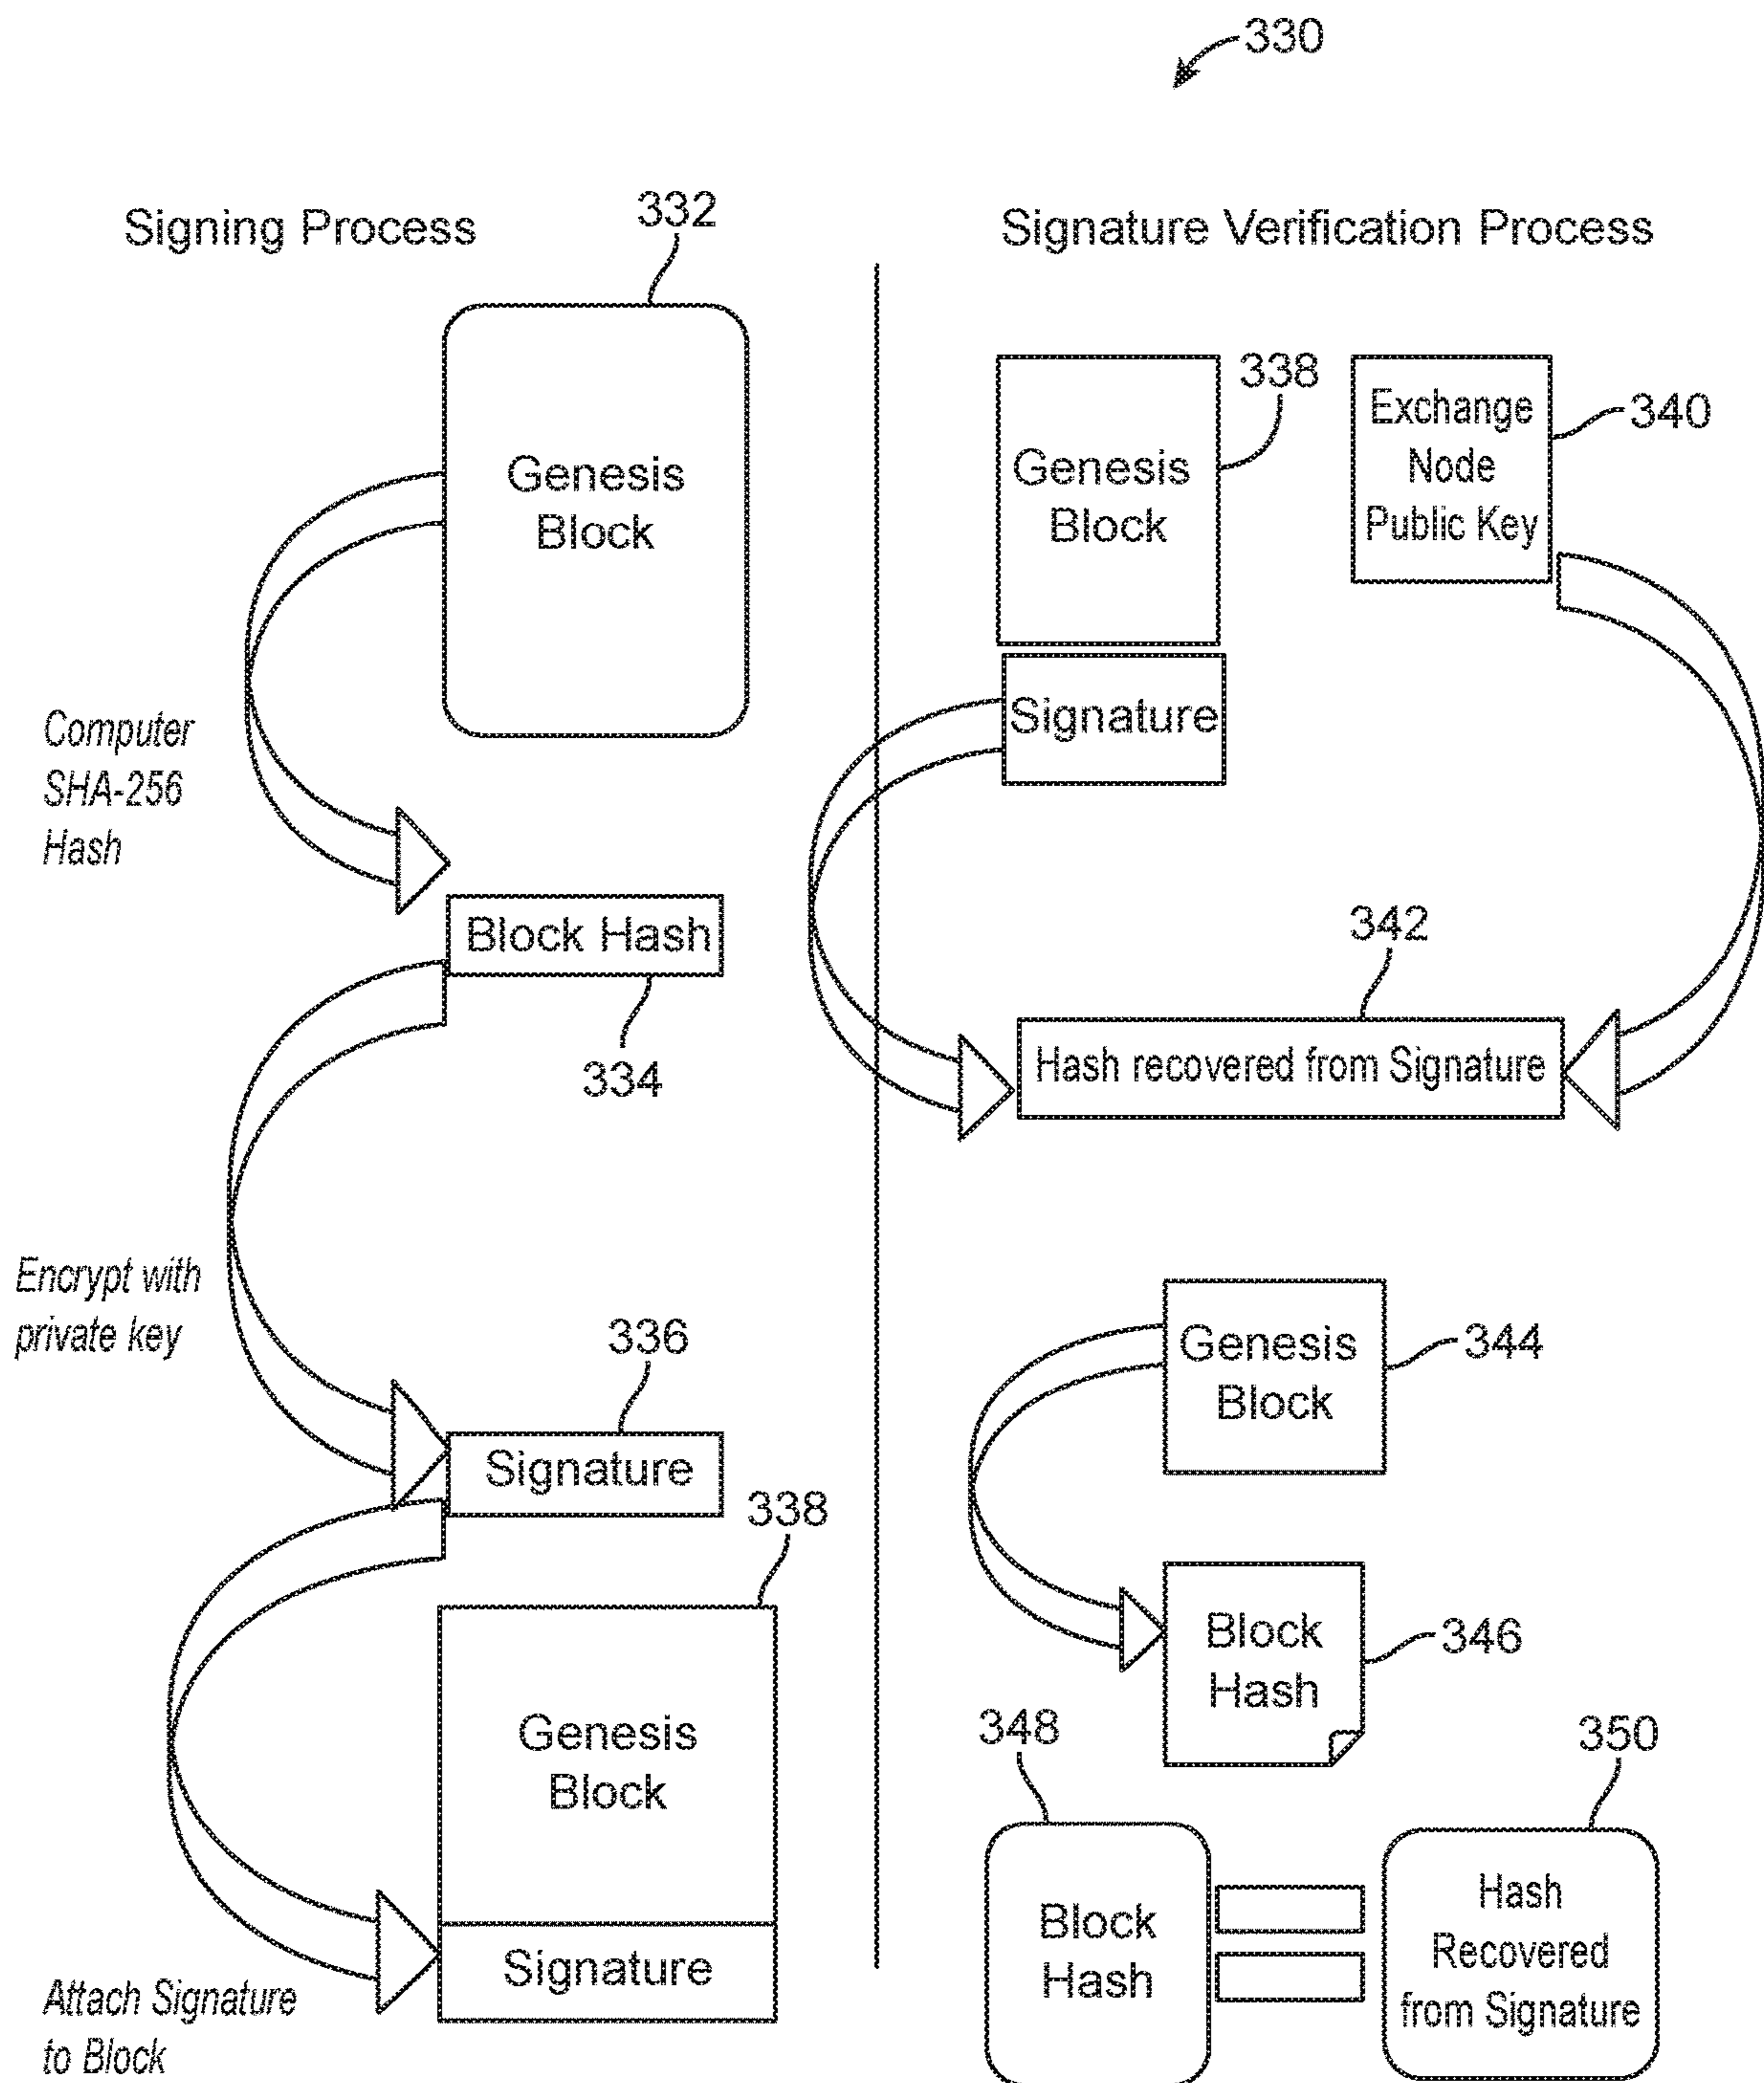 330
Signing Process
332
Genesis
Block
Computer
SHA-256
Hash
Block Hash
334
Encrypt with
private key
336
Signature
338
Genesis
Block
Signature
Attach Signature
to Block
Signature Verification Process
Genesis
Block
338
Signature
Exchange
Node
Public Key
340
342
Hash recovered from Signature
Genesis
Block
344
Block
Hash
346
348
Block
Hash
350
Hash
Recovered
from Signature